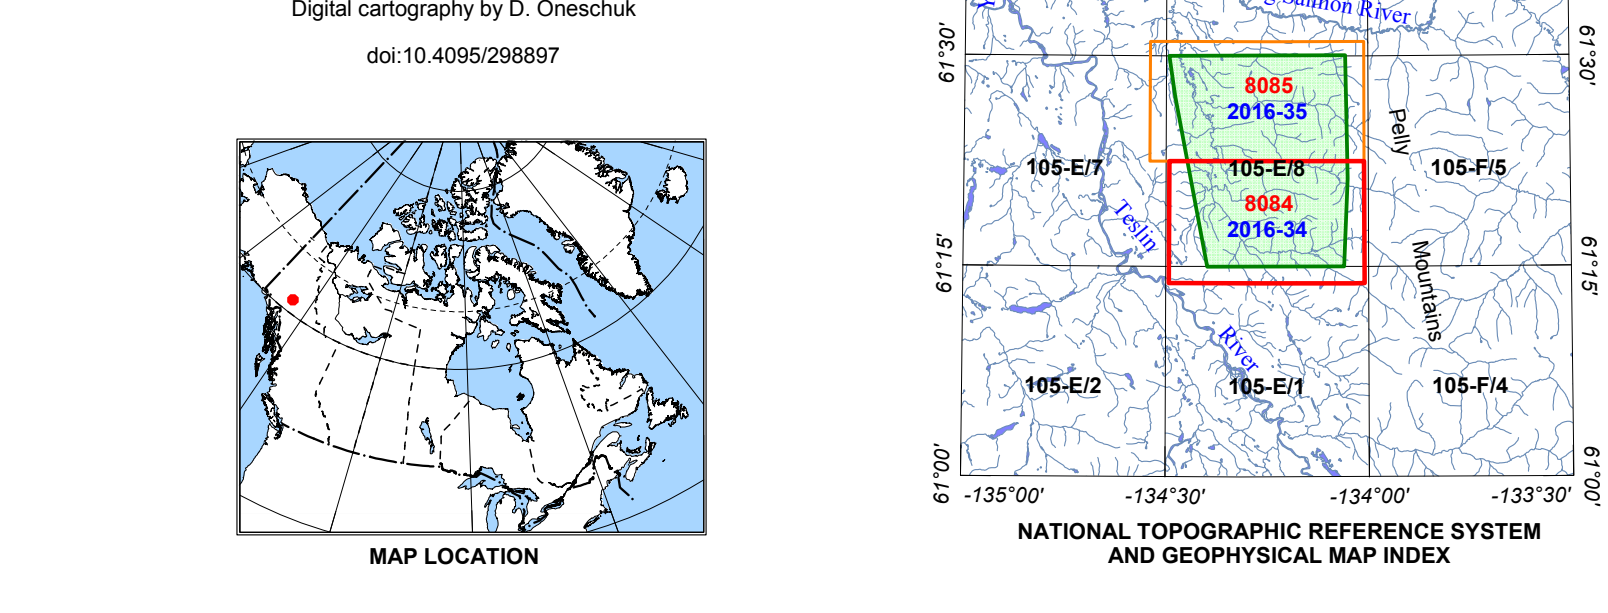 Digital cartography by D. Oneschuk
doi:10.4095/298897
MAP LOCATION
Salmon River
61°30'
61°30'
8085
2016-35
Pelly
105-E/7
105-E/8
105-F/5
8084
2016-34
Teslin
61°15'
61°15'
Mountains
River
105-E/2
105-E/1
105-F/4
61°00'
61°00'
-135°00'
-134°30'
-134°00'
-133°30'
NATIONAL TOPOGRAPHIC REFERENCE SYSTEM
AND GEOPHYSICAL MAP INDEX